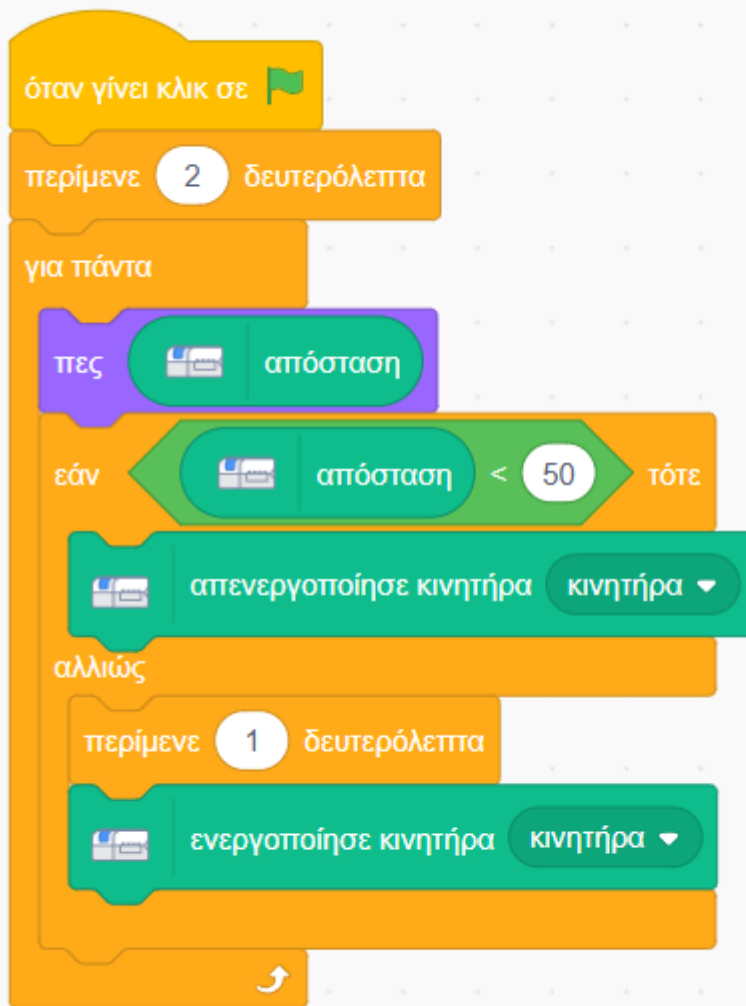 όταν γίνει κλικ σε
περίμενε 2 δευτερόλεπτα
για πάντα
πες απόσταση
εάν απόσταση < 50 τότε
απενεργοποίησε κινητήρα κινητήρα
αλλιώς
περίμενε 1 δευτερόλεπτα
ενεργοποίησε κινητήρα κινητήρα